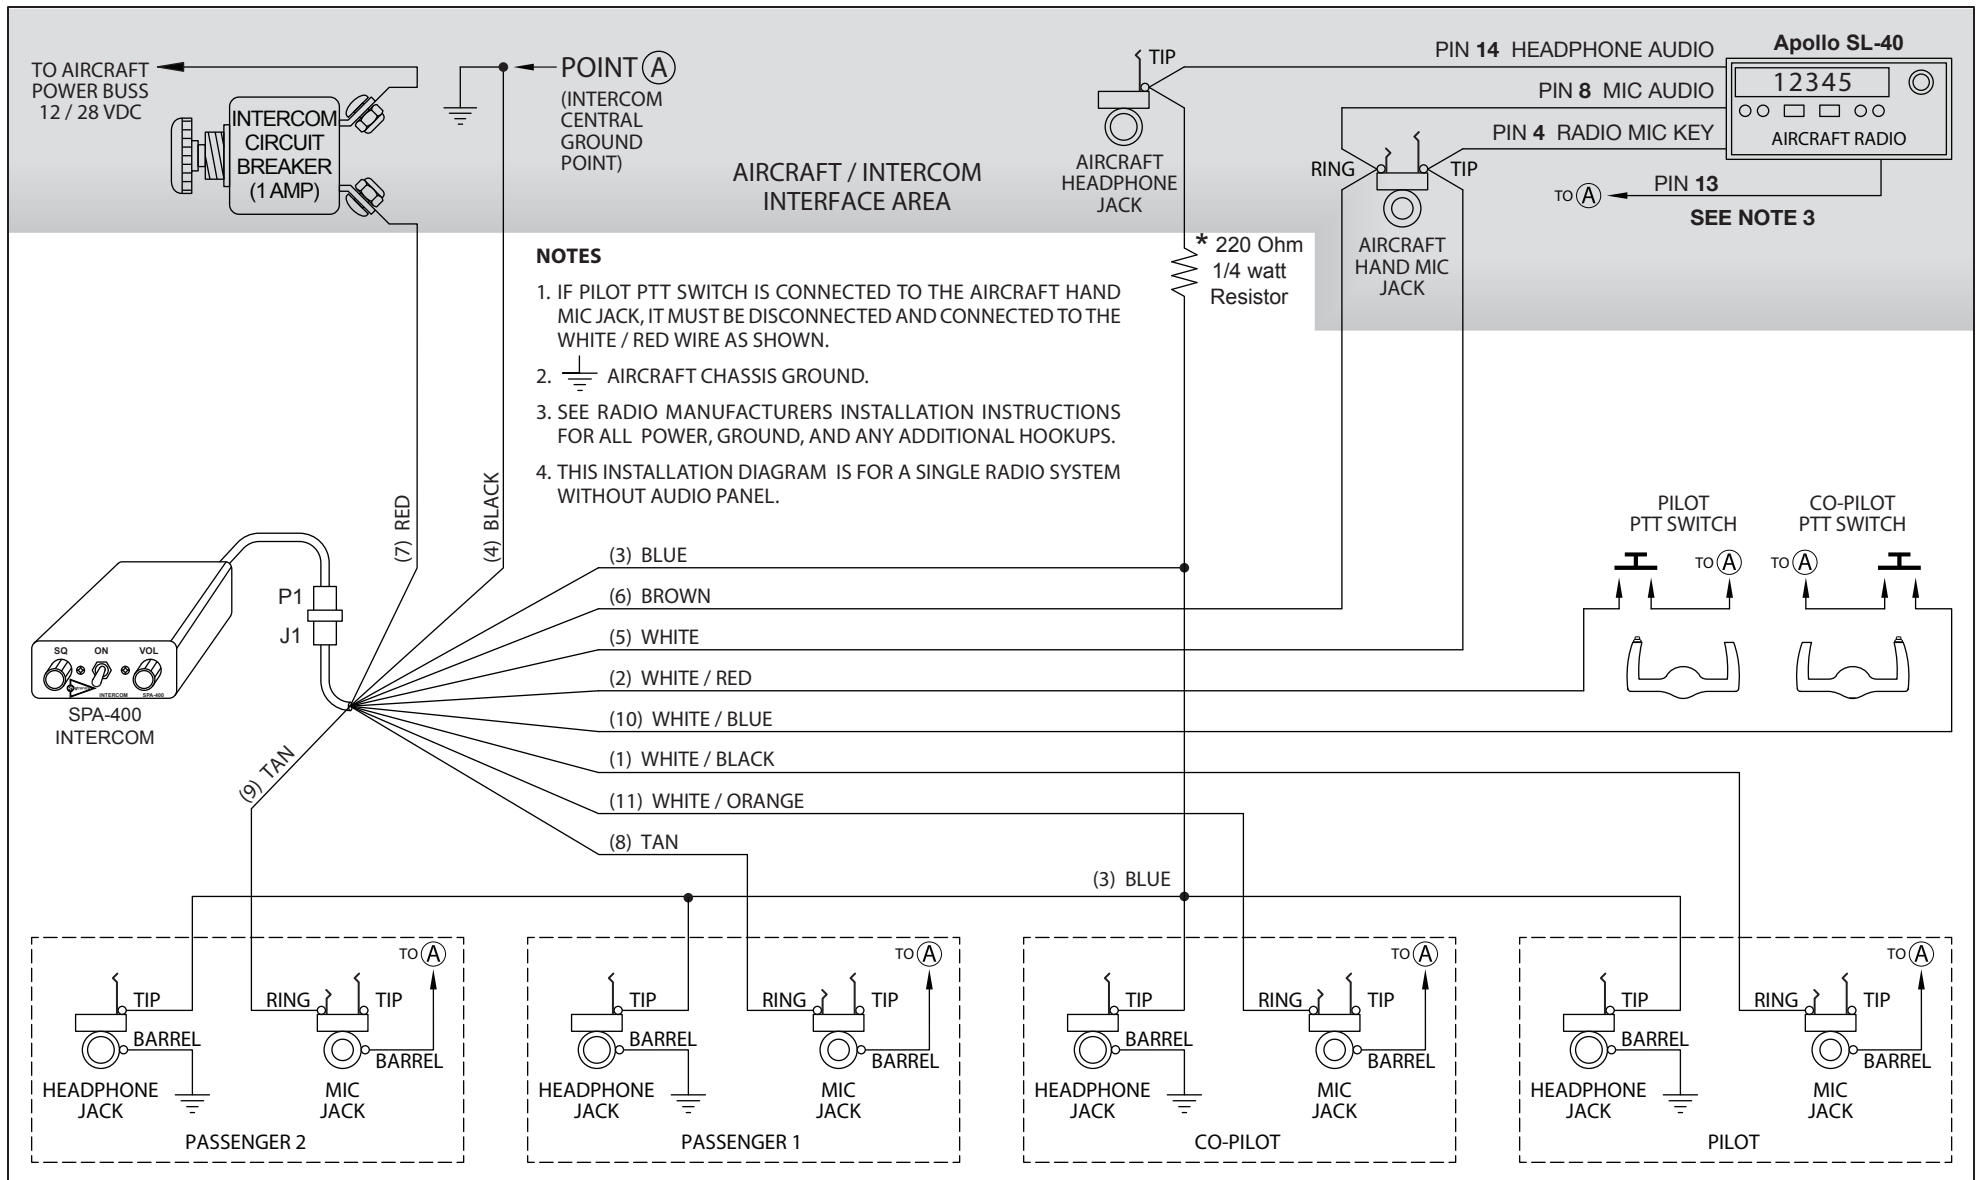 TO AIRCRAFT
POWER BUSS
12 / 28 VDC
INTERCOM
CIRCUIT
BREAKER
(1 AMP)
POINT A
(INTERCOM
CENTRAL
GROUND
POINT)
AIRCRAFT / INTERCOM
INTERFACE AREA
TIP
AIRCRAFT
HEADPHONE
JACK
PIN 14 HEADPHONE AUDIO
PIN 8 MIC AUDIO
PIN 4 RADIO MIC KEY
Apollo SL-40
12345
AIRCRAFT RADIO
RING
TIP
TO A
PIN 13
SEE NOTE 3
AIRCRAFT
HAND MIC
JACK
* 220 Ohm
1/4 watt
Resistor
NOTES
1. IF PILOT PTT SWITCH IS CONNECTED TO THE AIRCRAFT HAND
MIC JACK, IT MUST BE DISCONNECTED AND CONNECTED TO THE
WHITE / RED WIRE AS SHOWN.
2. AIRCRAFT CHASSIS GROUND.
3. SEE RADIO MANUFACTURERS INSTALLATION INSTRUCTIONS
FOR ALL POWER, GROUND, AND ANY ADDITIONAL HOOKUPS.
4. THIS INSTALLATION DIAGRAM IS FOR A SINGLE RADIO SYSTEM
WITHOUT AUDIO PANEL.
(7) RED
(4) BLACK
PILOT
PTT SWITCH
TO A
CO-PILOT
PTT SWITCH
TO A
P1
J1
SQ
ON
VOL
INTERCOM
SPA-400
SPA-400
INTERCOM
(3) BLUE
(6) BROWN
(5) WHITE
(2) WHITE / RED
(10) WHITE / BLUE
(1) WHITE / BLACK
(11) WHITE / ORANGE
(8) TAN
(9) TAN
(3) BLUE
TIP
BARREL
HEADPHONE
JACK
RING
TIP
TO A
BARREL
MIC
JACK
PASSENGER 2
TIP
BARREL
HEADPHONE
JACK
RING
TIP
TO A
BARREL
MIC
JACK
PASSENGER 1
TIP
BARREL
HEADPHONE
JACK
RING
TIP
TO A
BARREL
MIC
JACK
CO-PILOT
TIP
BARREL
HEADPHONE
JACK
RING
TIP
TO A
BARREL
MIC
JACK
PILOT